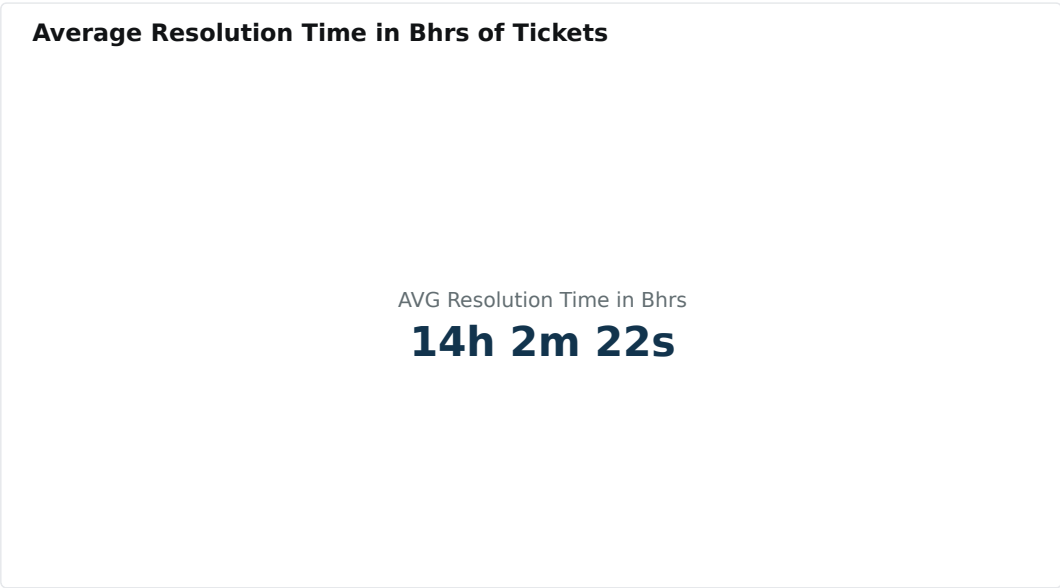 Average Resolution Time in Bhrs of Tickets
AVG Resolution Time in Bhrs
14h 2m 22s